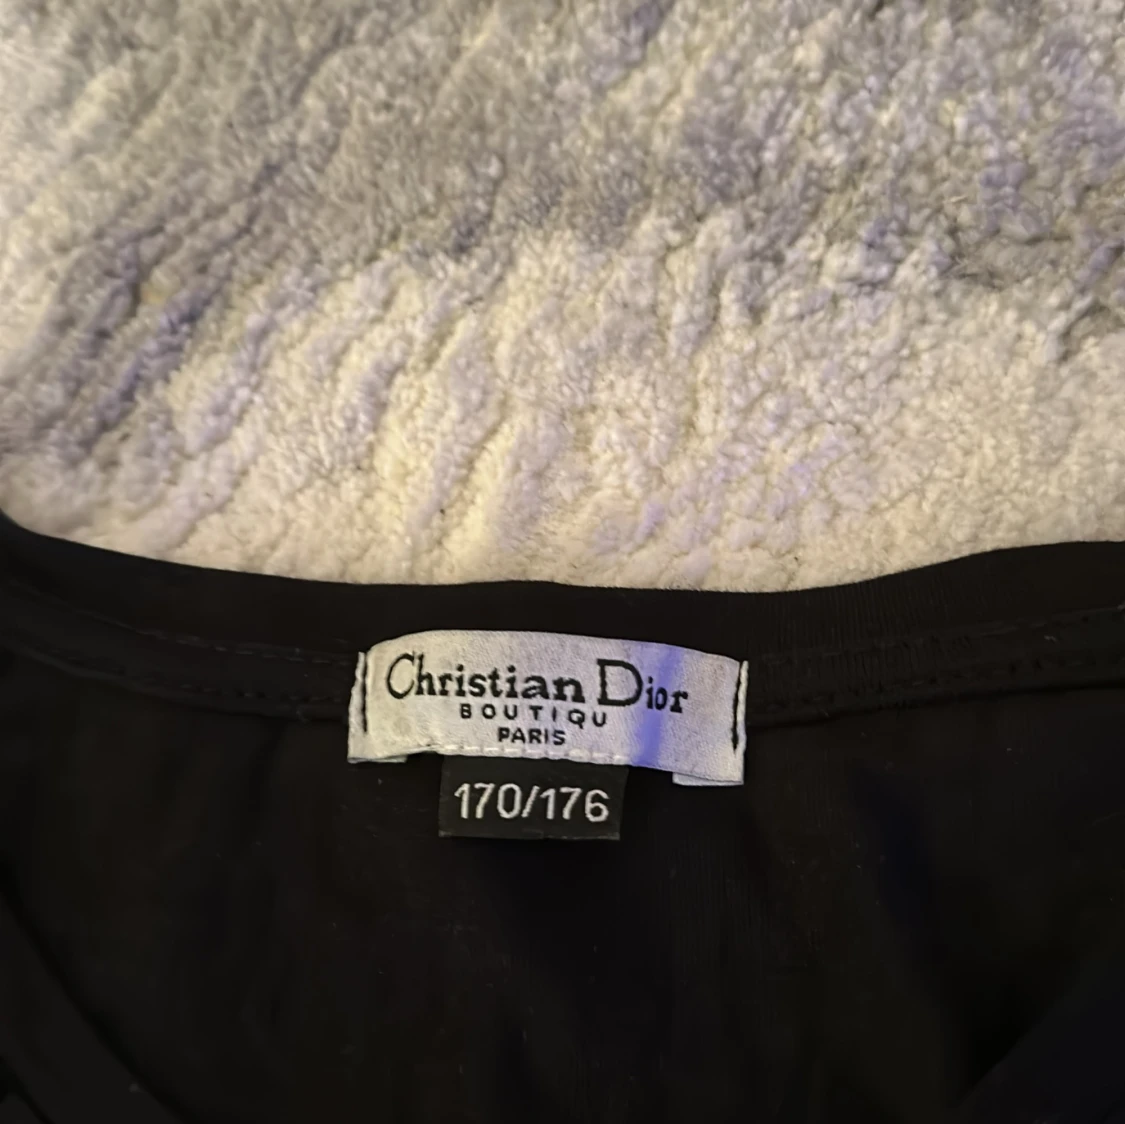 Christian Dior
BOUTIQU
PARIS
170/176